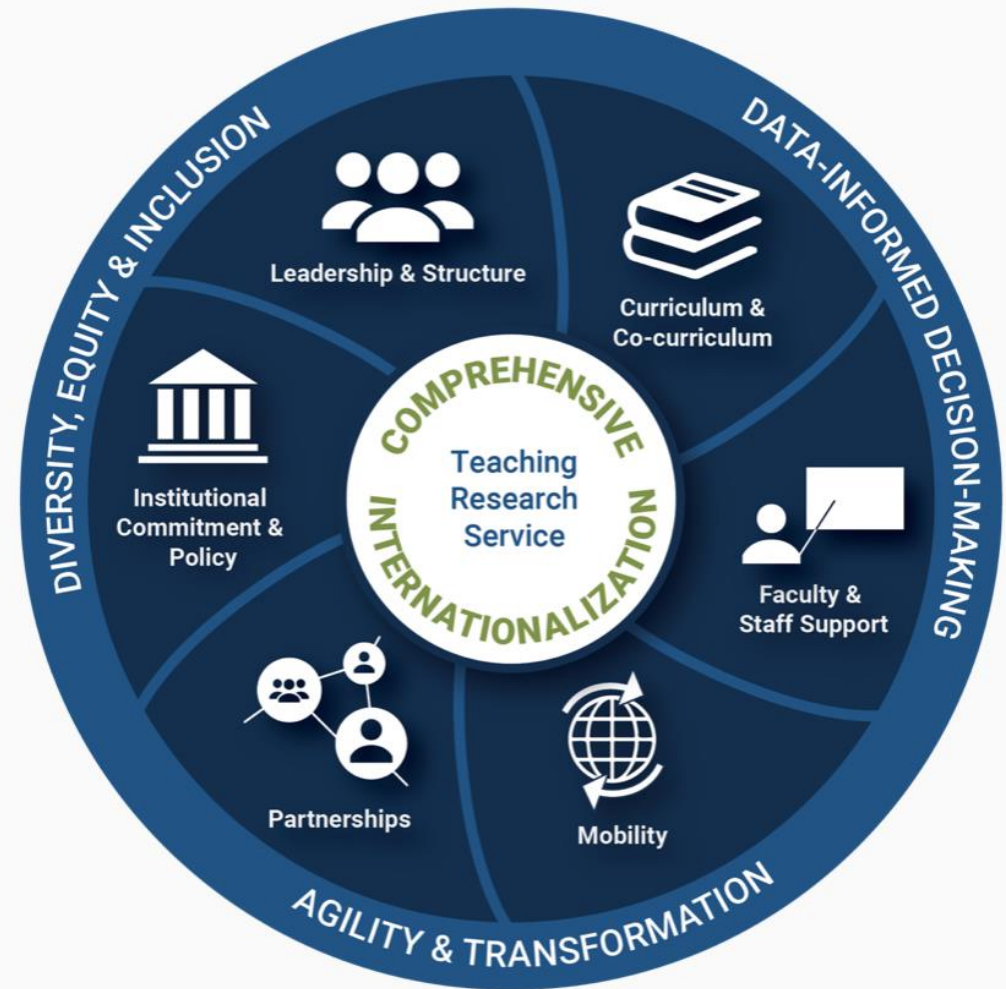 DIVERSITY, EQUITY & INCLUSION
DATA-INFORMED DECISION-MAKING
AGILITY & TRANSFORMATION
Leadership & Structure
Curriculum &
Co-curriculum
Institutional
Commitment &
Policy
Faculty &
Staff Support
Partnerships
Mobility
COMPREHENSIVE
Teaching
Research
Service
INTERNATIONALIZATION